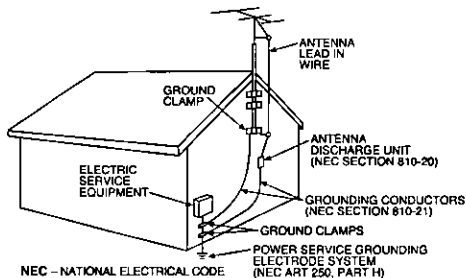 ANTENNA
LEAD IN
WIRE
GROUND
CLAMP
ANTENNA
DISCHARGE UNIT
(NEC SECTION 810-20)
ELECTRIC
SERVICE
EQUIPMENT
GROUNDING CONDUCTORS
(NEC SECTION 810-21)
GROUND CLAMPS
POWER SERVICE GROUNDING
ELECTRODE SYSTEM
(NEC ART 250, PART H)
NEC – NATIONAL ELECTRICAL CODE